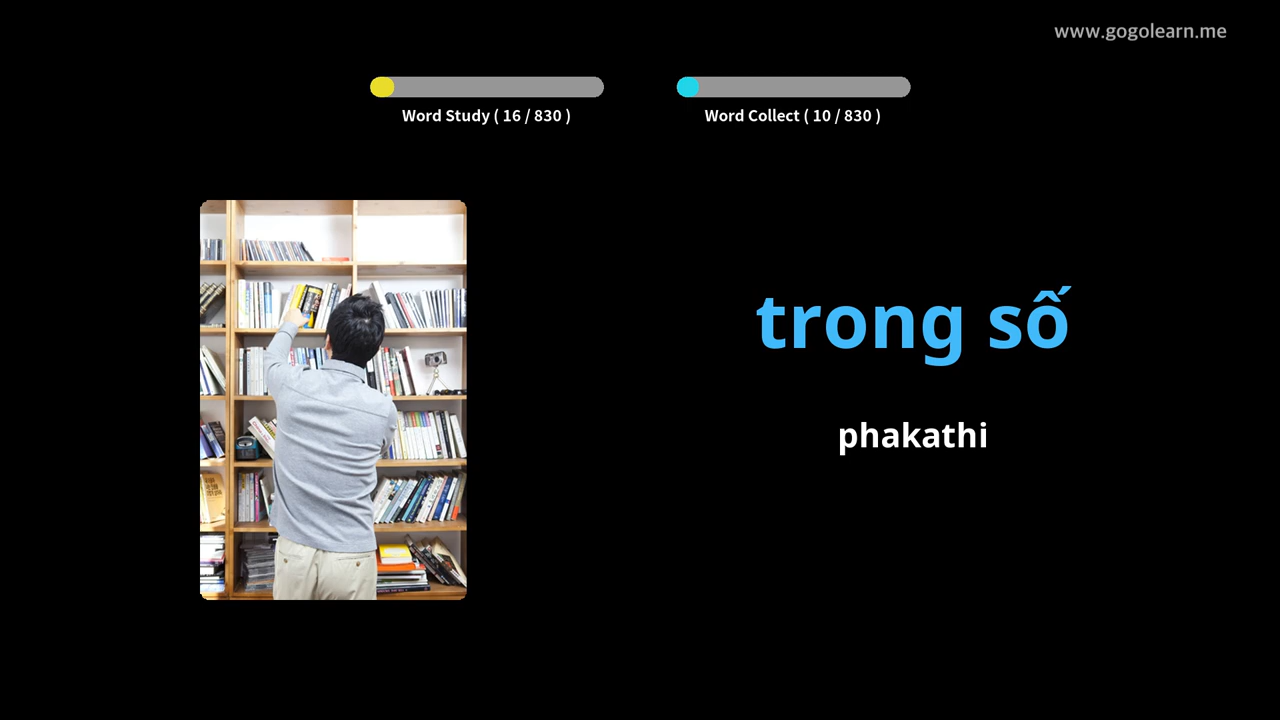 www.gogolearn.me
Word Study ( 16 / 830 )
Word Collect ( 10 / 830 )
trong số
phakathi